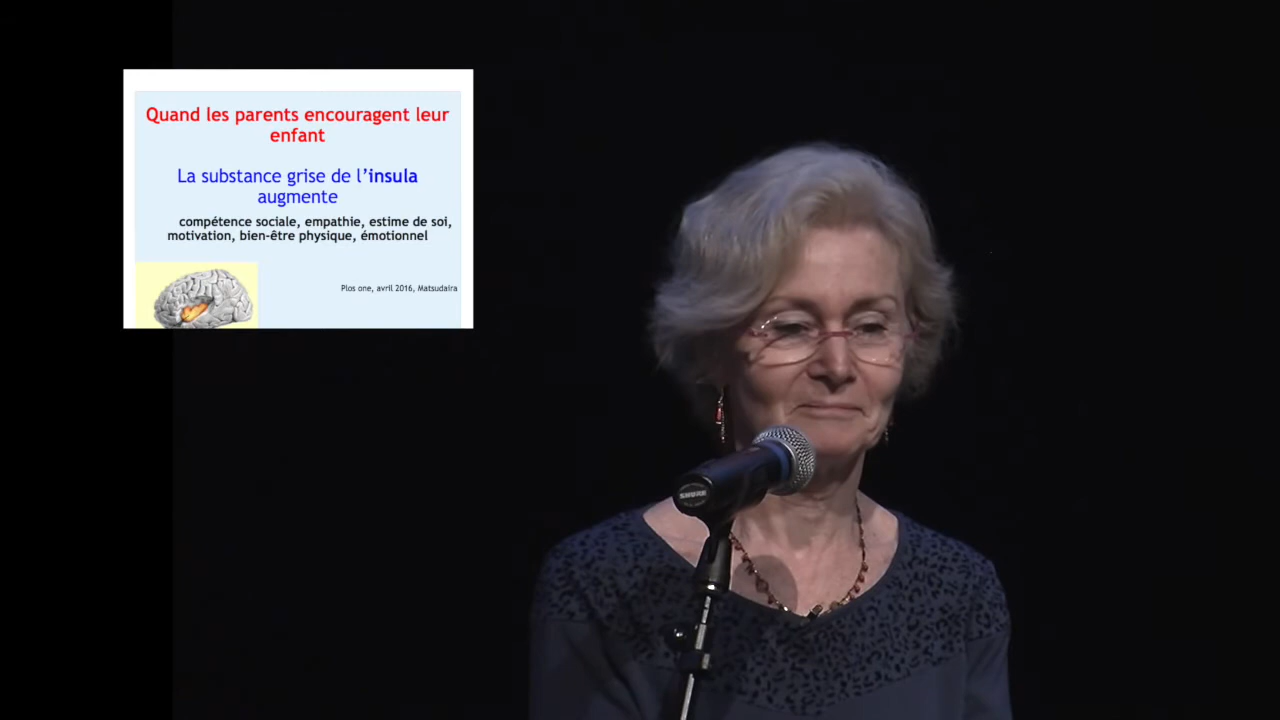 Quand les parents encouragent leur
enfant
La substance grise de l’insula
augmente
compétence sociale, empathie, estime de soi,
motivation, bien-être physique, émotionnel
Plos one, avril 2016, Matsudaira
SHURE